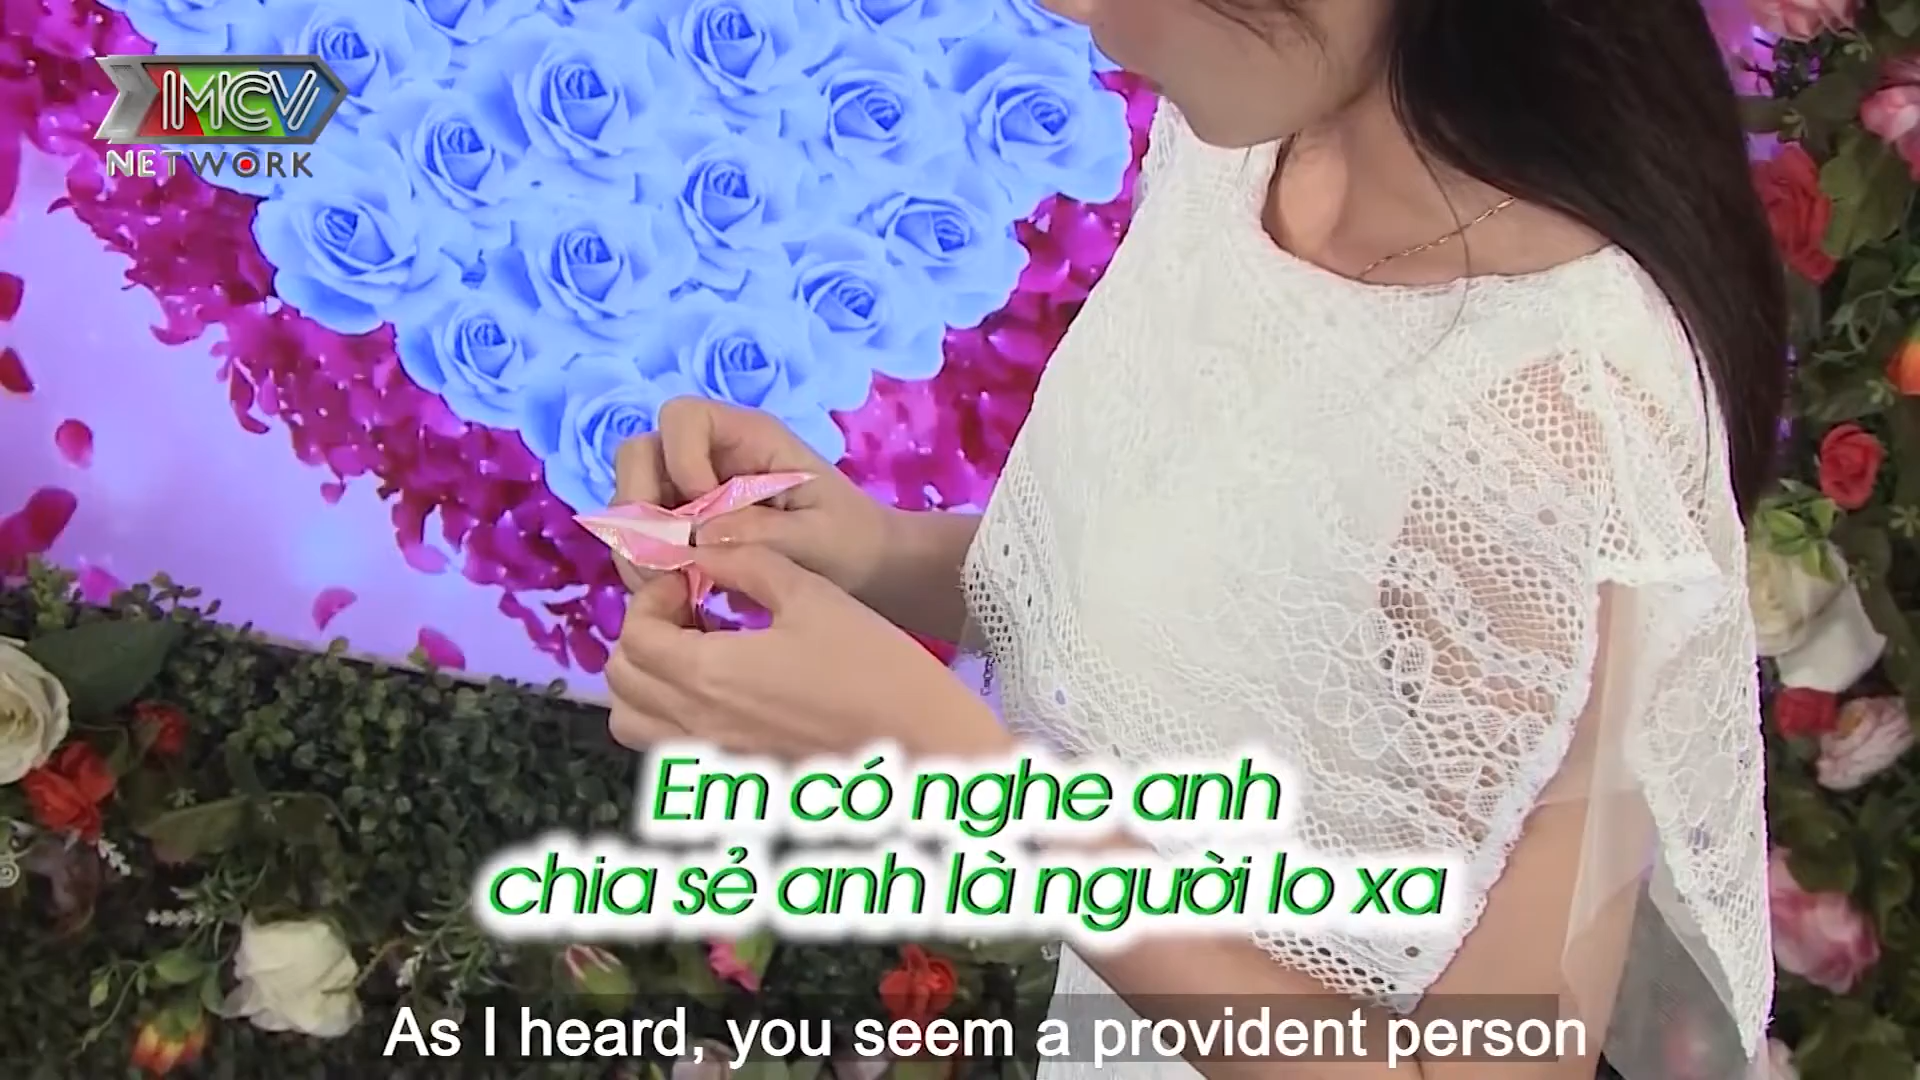 MCV
NETWORK
Em có nghe anh
chia sẻ anh là người lo xa
As I heard, you seem a provident person